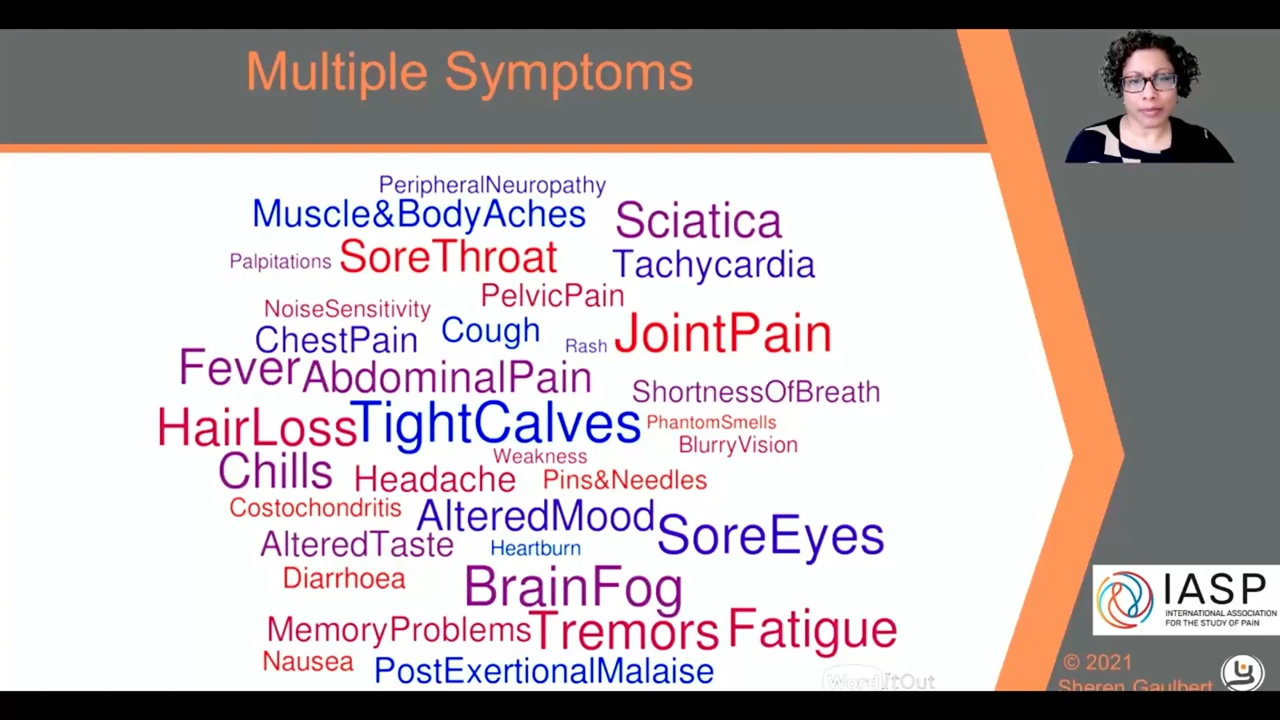 Multiple Symptoms
PeripheralNeuropathy
Muscle&BodyAches Sciatica
Palpitations SoreThroat Tachycardia
NoiseSensitivity PelvicPain
ChestPain Cough Rash JointPain
Fever AbdominalPain ShortnessOfBreath
HairLoss TightCalves PhantomSmells
BlurryVision
Weakness
Chills Headache Pins&Needles
Costochondritis AlteredMood SoreEyes
AlteredTaste Heartburn
Diarrhoea BrainFog
MemoryProblems Tremors Fatigue
Nausea PostExertionalMalaise
WordItOut
IASP
INTERNATIONAL ASSOCIATION
FOR THE STUDY OF PAIN
© 2021
Sheren Gaulbert